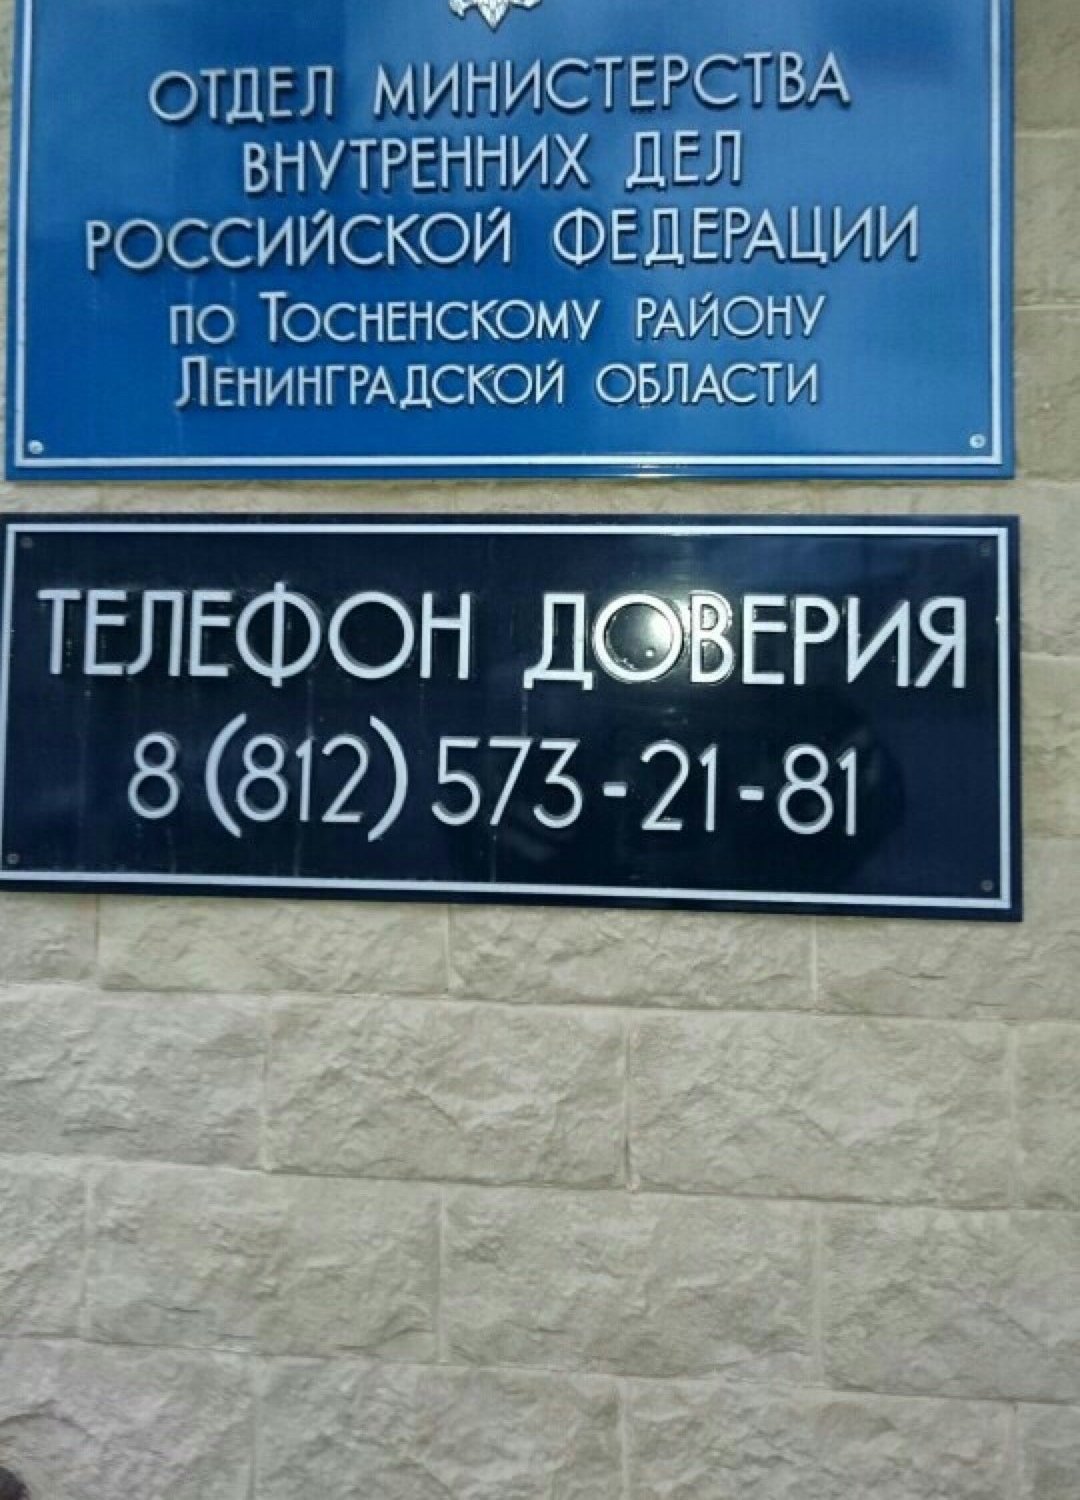 ОТДЕЛ МИНИСТЕРСТВА
ВНУТРЕННИХ ДЕЛ
РОССИЙСКОЙ ФЕДЕРАЦИИ
ПО ТОСНЕНСКОМУ РАЙОНУ
ЛЕНИНГРАДСКОЙ ОБЛАСТИ
ТЕЛЕФОН ДОВЕРИЯ
8 (812) 573-21-81